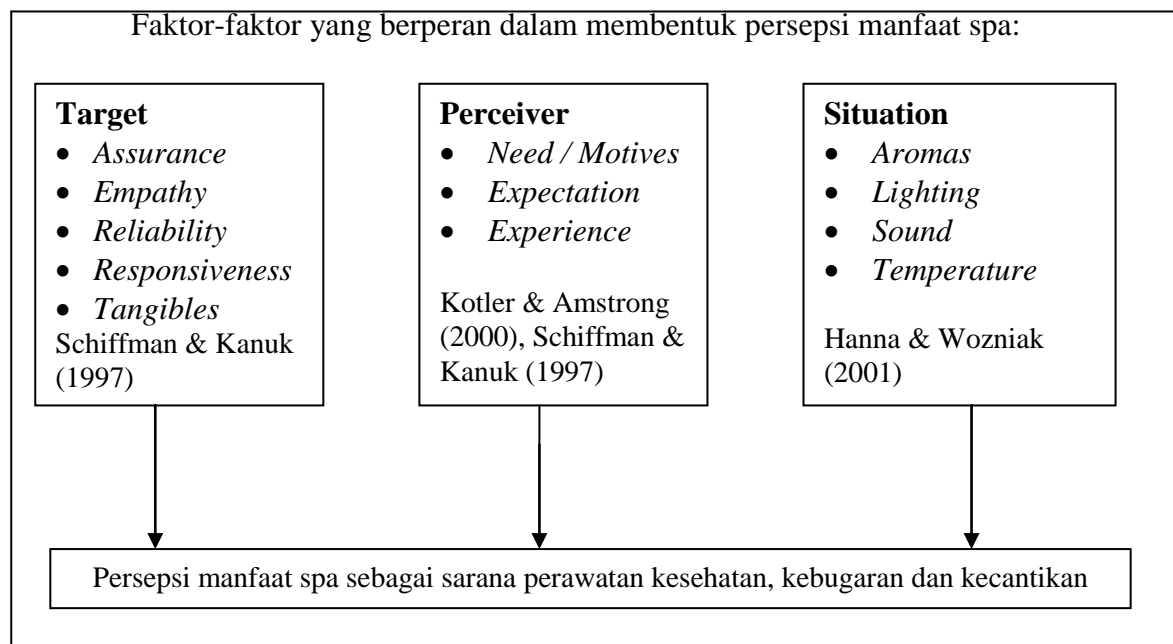 Faktor-faktor yang berperan dalam membentuk persepsi manfaat spa:
Target
• Assurance
• Empathy
• Reliability
• Responsiveness
• Tangibles
Schiffman & Kanuk
(1997)
Perceiver
• Need / Motives
• Expectation
• Experience
Kotler & Amstrong
(2000), Schiffman &
Kanuk (1997)
Situation
• Aromas
• Lighting
• Sound
• Temperature
Hanna & Wozniak
(2001)
Persepsi manfaat spa sebagai sarana perawatan kesehatan, kebugaran dan kecantikan